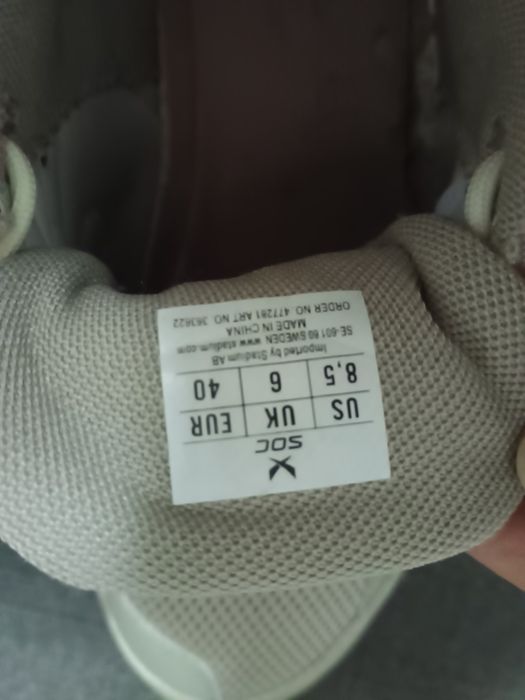 SOC
US UK EUR
8,5 6 40
Imported by Stadium AB
SE-601 60 SWEDEN www.stadium.com
MADE IN CHINA
ORDER NO 477281 ART NO. 363822